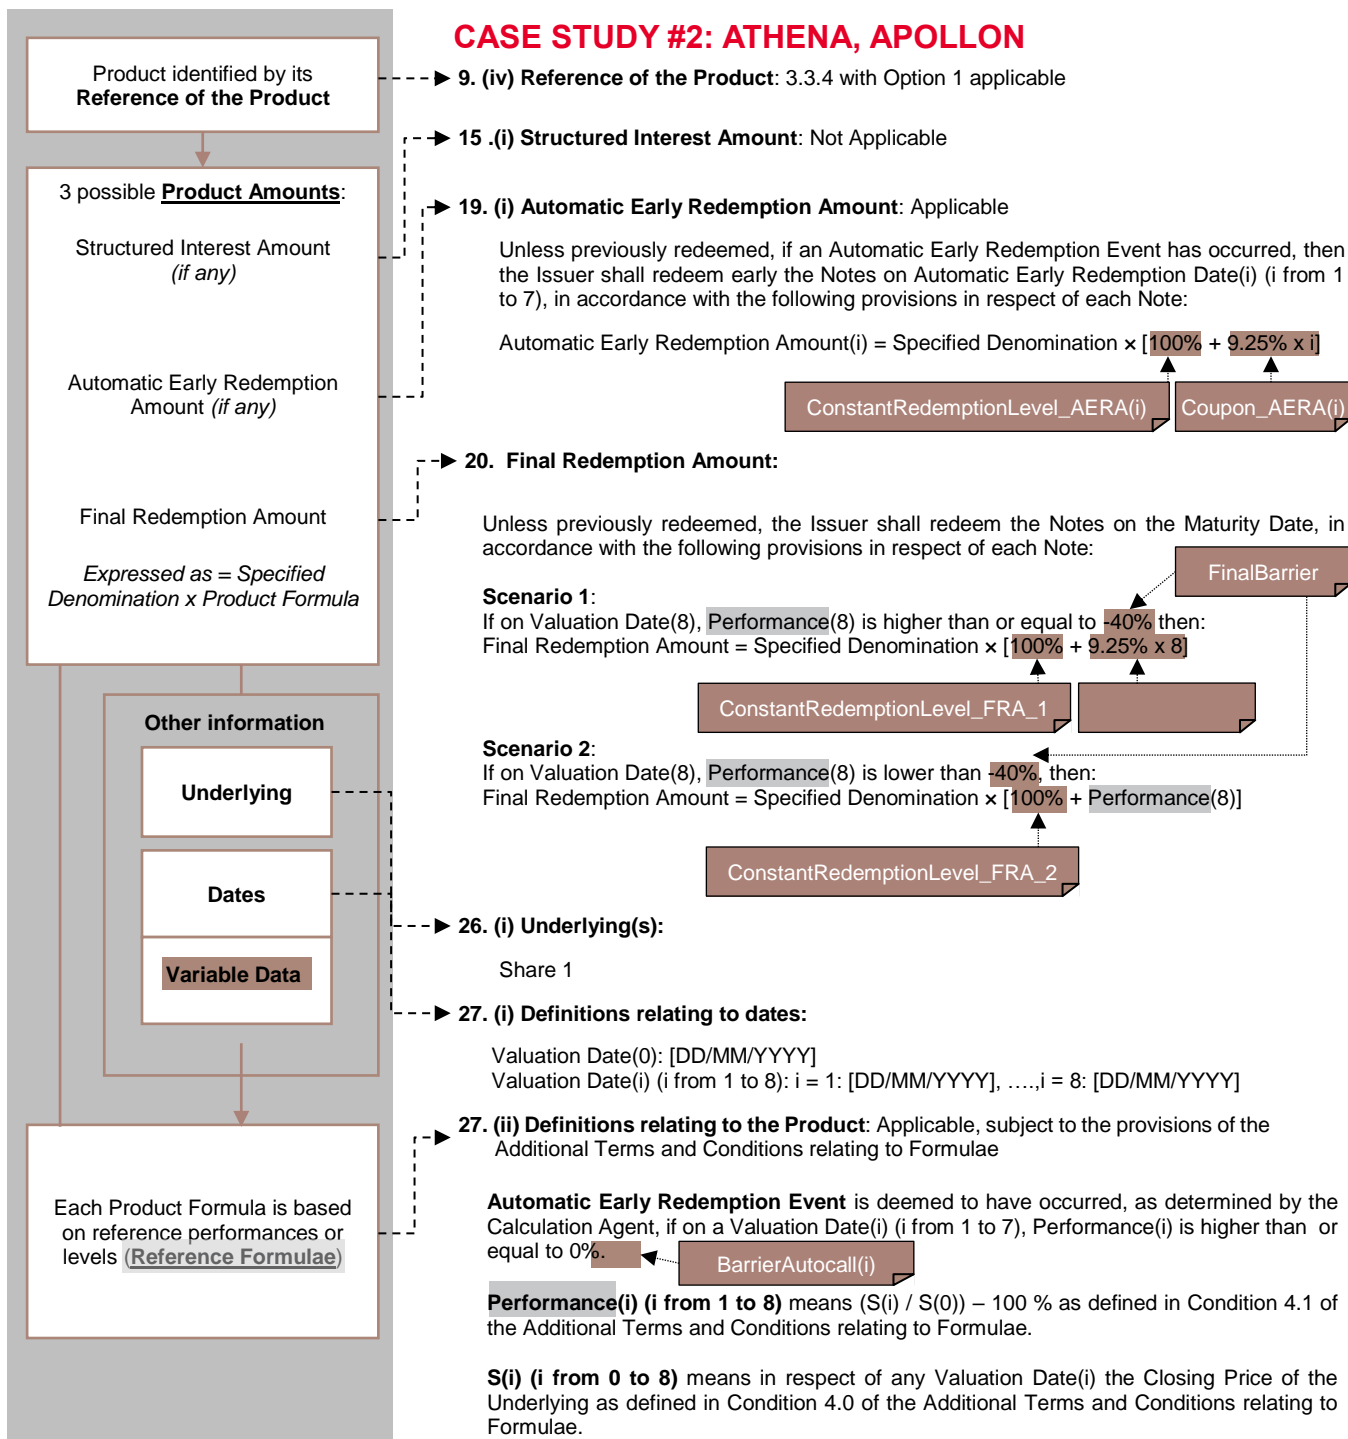 CASE STUDY #2: ATHENA, APOLLON
Product identified by its
Reference of the Product
9. (iv) Reference of the Product: 3.3.4 with Option 1 applicable
15 .(i) Structured Interest Amount: Not Applicable
3 possible Product Amounts:
Structured Interest Amount
(if any)
Automatic Early Redemption
Amount (if any)
Final Redemption Amount
Expressed as = Specified
Denomination x Product Formula
19. (i) Automatic Early Redemption Amount: Applicable
Unless previously redeemed, if an Automatic Early Redemption Event has occurred, then
the Issuer shall redeem early the Notes on Automatic Early Redemption Date(i) (i from 1
to 7), in accordance with the following provisions in respect of each Note:
Automatic Early Redemption Amount(i) = Specified Denomination × [100% + 9.25% x i]
ConstantRedemptionLevel_AERA(i)
Coupon_AERA(i)
20. Final Redemption Amount:
Unless previously redeemed, the Issuer shall redeem the Notes on the Maturity Date, in
accordance with the following provisions in respect of each Note:
FinalBarrier
Scenario 1:
If on Valuation Date(8), Performance(8) is higher than or equal to -40% then:
Final Redemption Amount = Specified Denomination × [100% + 9.25% x 8]
ConstantRedemptionLevel_FRA_1
Scenario 2:
If on Valuation Date(8), Performance(8) is lower than -40%, then:
Final Redemption Amount = Specified Denomination × [100% + Performance(8)]
ConstantRedemptionLevel_FRA_2
Other information
Underlying
Dates
Variable Data
26. (i) Underlying(s):
Share 1
27. (i) Definitions relating to dates:
Valuation Date(0): [DD/MM/YYYY]
Valuation Date(i) (i from 1 to 8): i = 1: [DD/MM/YYYY], ….,i = 8: [DD/MM/YYYY]
27. (ii) Definitions relating to the Product: Applicable, subject to the provisions of the
Additional Terms and Conditions relating to Formulae
Each Product Formula is based
on reference performances or
levels (Reference Formulae)
Automatic Early Redemption Event is deemed to have occurred, as determined by the
Calculation Agent, if on a Valuation Date(i) (i from 1 to 7), Performance(i) is higher than or
equal to 0%.
BarrierAutocall(i)
Performance(i) (i from 1 to 8) means (S(i) / S(0)) – 100 % as defined in Condition 4.1 of
the Additional Terms and Conditions relating to Formulae.
S(i) (i from 0 to 8) means in respect of any Valuation Date(i) the Closing Price of the
Underlying as defined in Condition 4.0 of the Additional Terms and Conditions relating to
Formulae.